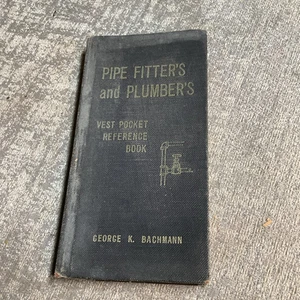 PIPE FITTER'S
and PLUMBER'S
VEST POCKET
REFERENCE
BOOK
GEORGE K. BACHMANN